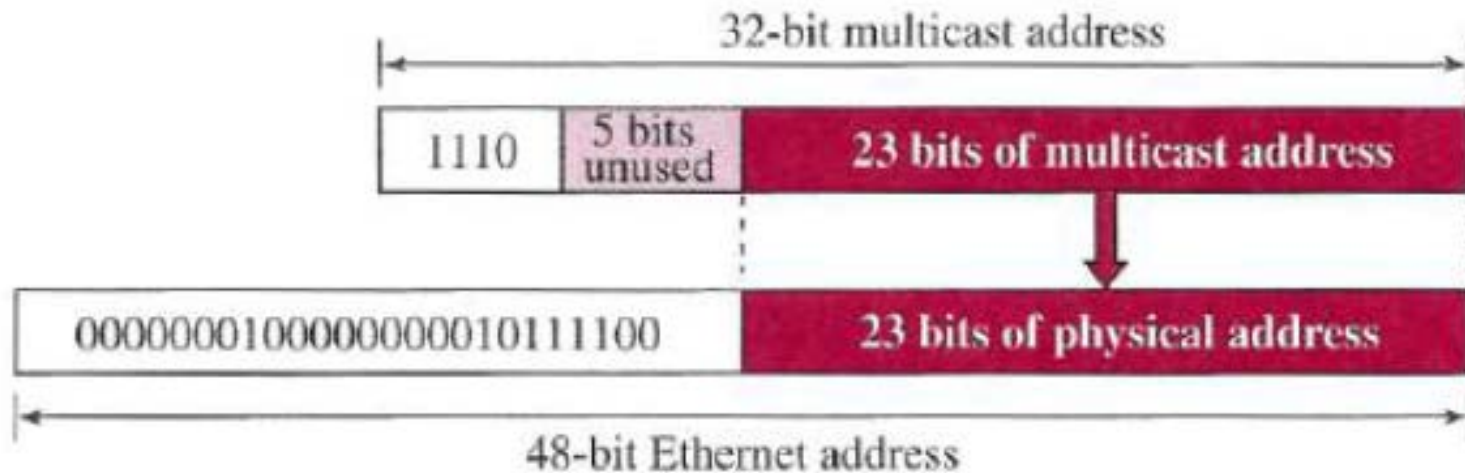 32-bit multicast address
1110
5 bits
unused
23 bits of multicast address
0000000100000000010111100
23 bits of physical address
48-bit Ethernet address